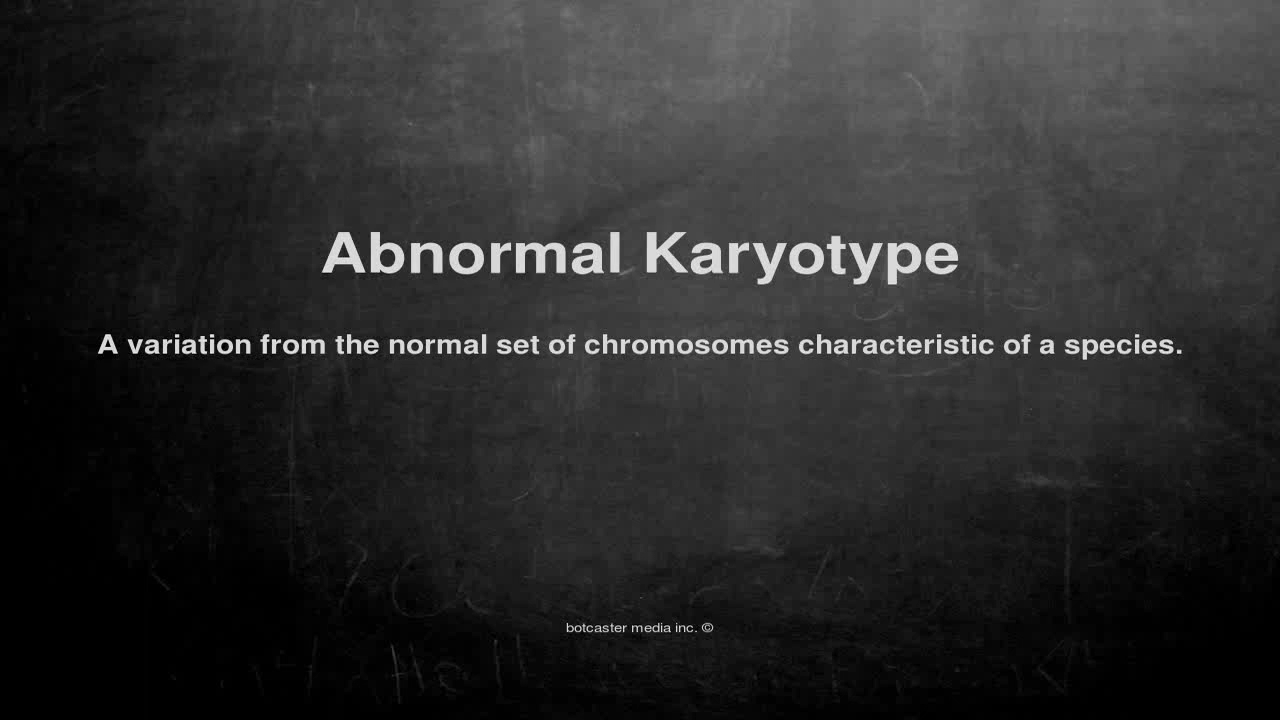 Abnormal Karyotype
A variation from the normal set of chromosomes characteristic of a species.
botcaster media inc. ©